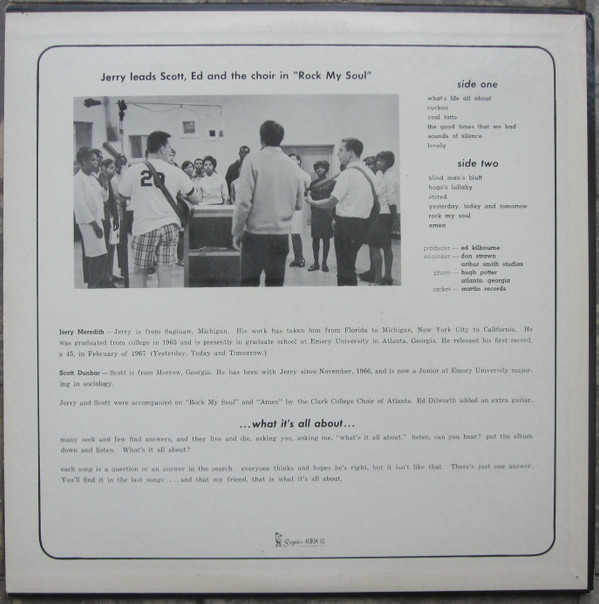 Jerry leads Scott, Ed and the choir in "Rock My Soul"
20
side one
what's life all about
cuckoo
coal tatto
the good times that we had
sounds of silence
lonely
side two
blind man's bluff
hugo's lullaby
stired
yesterday, today and tomorrow
rock my soul
amen
producer — ed kilbourne
engineer — don strawn
arthur smith studios
photo — hugh potter
atlanta, georgia
jacket — mortin records
Jerry Meredith — Jerry is from Saginaw, Michigan. His work has taken him from Florida to Michigan, New York City to California. He
was graduated from college in 1965 and is presently in graduate school at Emory University in Atlanta, Georgia. He released his first record,
a 45, in February of 1967 (Yesterday, Today and Tomorrow.)
Scott Dunbar — Scott is from Morrow, Georgia. He has been with Jerry since November, 1966, and is now a Junior at Emory University major-
ing in sociology.
Jerry and Scott were accompanied on "Rock My Soul" and "Amen" by the Clark College Choir of Atlanta. Ed Dilworth added an extra guitar.
...what it's all about...
many seek and few find answers, and they live and die, asking you, asking me, "what's it all about." listen, can you hear? put the album
down and listen. What's it all about?
each song is a question or an answer in the search. everyone thinks and hopes he's right, but it isn't like that. There's just one answer.
You'll find it in the last songs . . . . and that my friend, that is what it's all about.
ALBUM